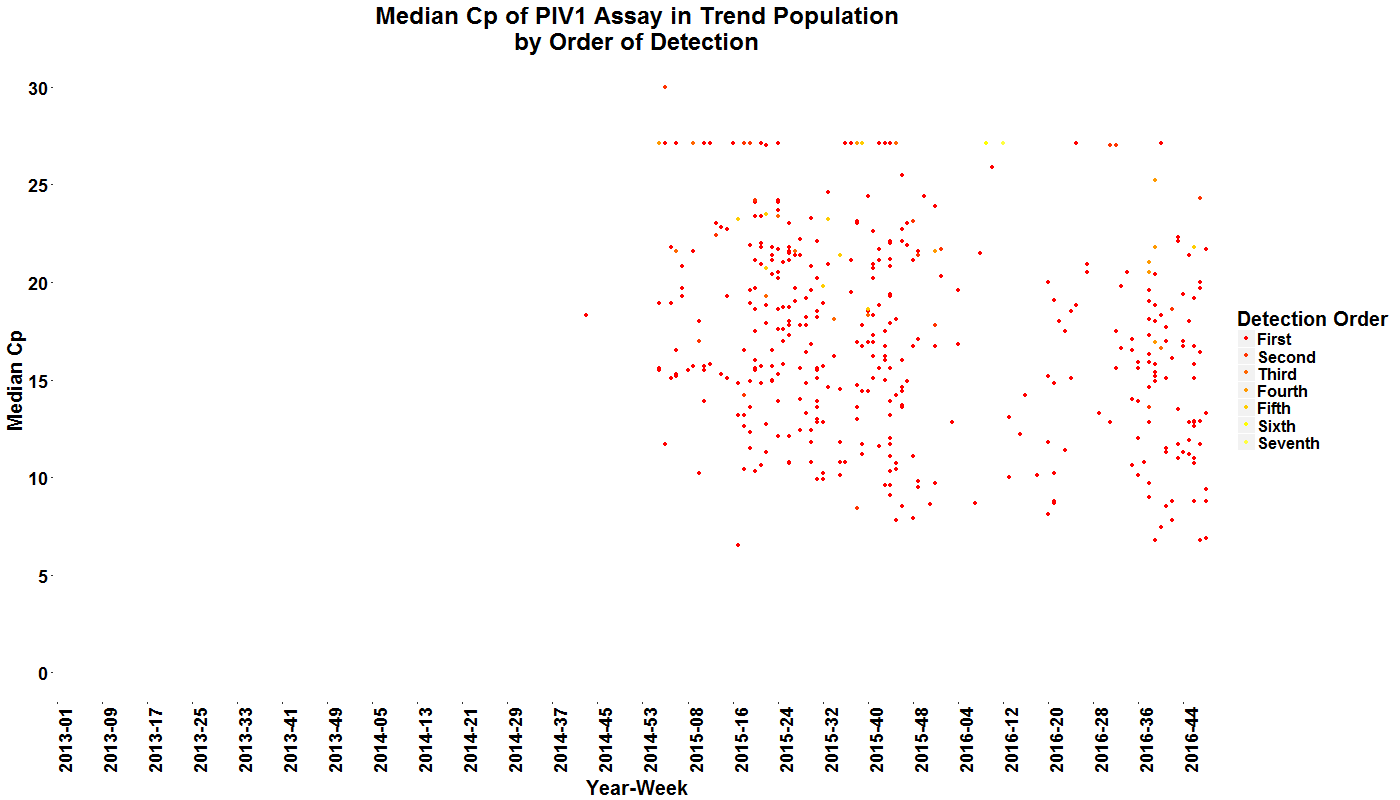 Median Cp of PIV1 Assay in Trend Population
by Order of Detection
Median Cp
30
25
20
15
10
5
0
2013-01
2013-09
2013-17
2013-25
2013-33
2013-41
2013-49
2014-05
2014-13
2014-21
2014-29
2014-37
2014-45
2014-53
2015-08
2015-16
2015-24
2015-32
2015-40
2015-48
2016-04
2016-12
2016-20
2016-28
2016-36
2016-44
Year-Week
Detection Order
First
Second
Third
Fourth
Fifth
Sixth
Seventh